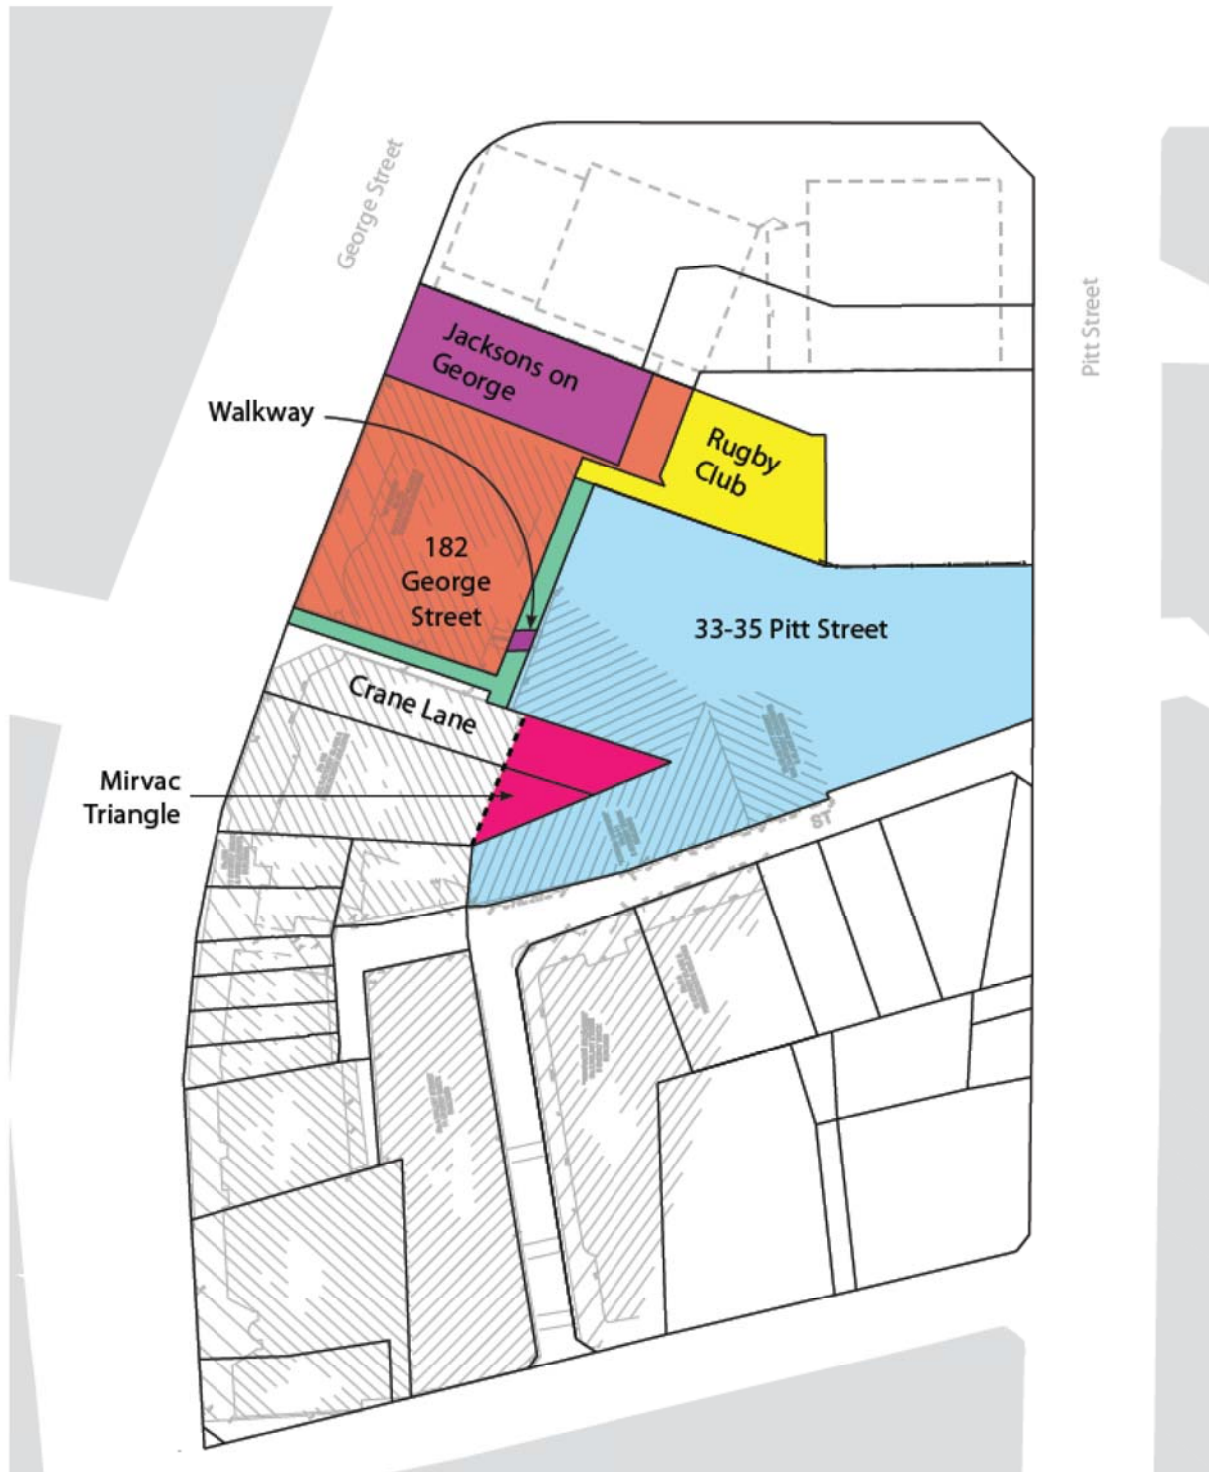 George Street
Pitt Street
Jacksons on
George
Walkway
Rugby
Club
182
George
Street
33-35 Pitt Street
Crane Lane
Mirvac
Triangle
ST